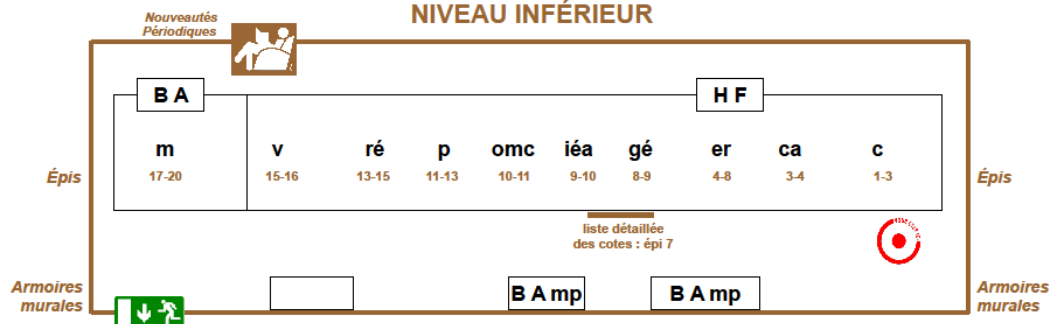 NIVEAU INFÉRIEUR
Nouveautés
Périodiques
B A
H F
m v ré p omc iéa gé er ca c
Épis 17-20 15-16 13-15 11-13 10-11 9-10 8-9 4-8 3-4 1-3 Épis
liste détaillée
des cotes : épi 7
Armoires
murales
B A mp
B A mp
Armoires
murales